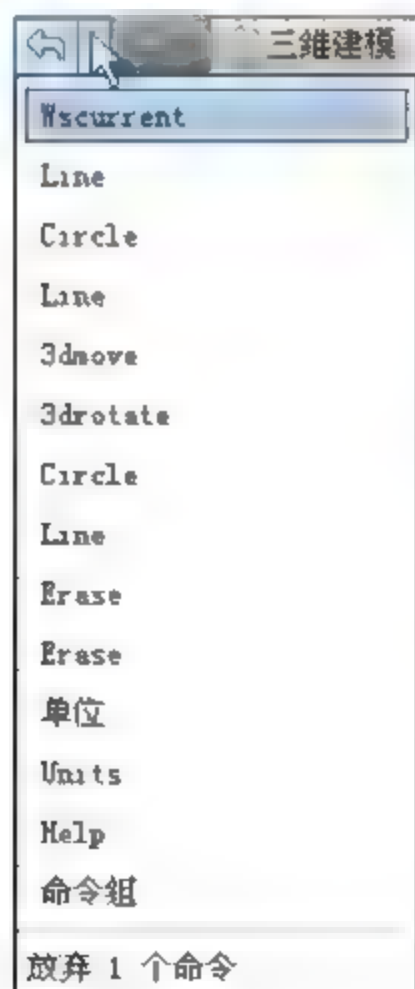 三维建模
Wscurrent
Line
Circle
Line
3dmove
3drotate
Circle
Line
Erase
Erase
单位
Units
Help
命令组
放弃 1 个命令